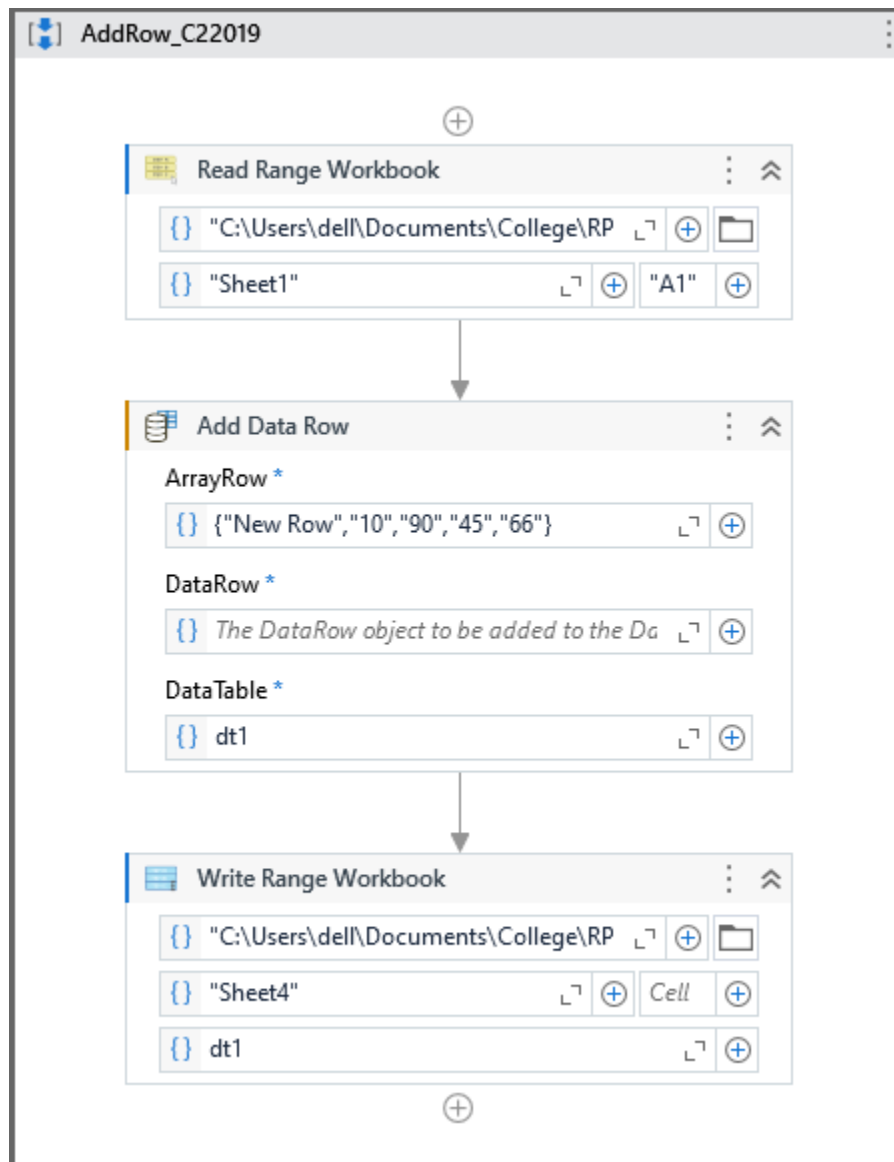 AddRow_C22019
Read Range Workbook
{} "C:\Users\dell\Documents\College\RP
{} "Sheet1" "A1"
Add Data Row
ArrayRow *
{} {"New Row","10","90","45","66"}
DataRow *
{} The DataRow object to be added to the Da
DataTable *
{} dt1
Write Range Workbook
{} "C:\Users\dell\Documents\College\RP
{} "Sheet4" Cell
{} dt1